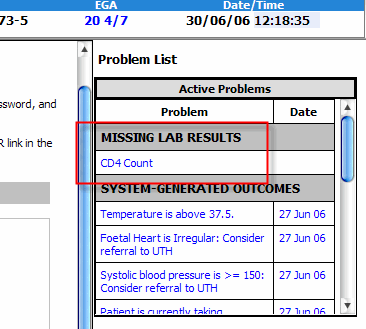 EGA Date/Time
73-5 20 4/7 30/06/06 12:18:35
Problem List
Active Problems
Problem Date
ssword, and
MISSING LAB RESULTS
R link in the
CD4 Count
SYSTEM-GENERATED OUTCOMES
Temperature is above 37.5. 27 Jun 06
Foetal Heart is Irregular: Consider 27 Jun 06
referral to UTH
Systolic blood pressure is >= 150: 27 Jun 06
Consider referral to UTH
Patient is currently taking 27 Jun 06